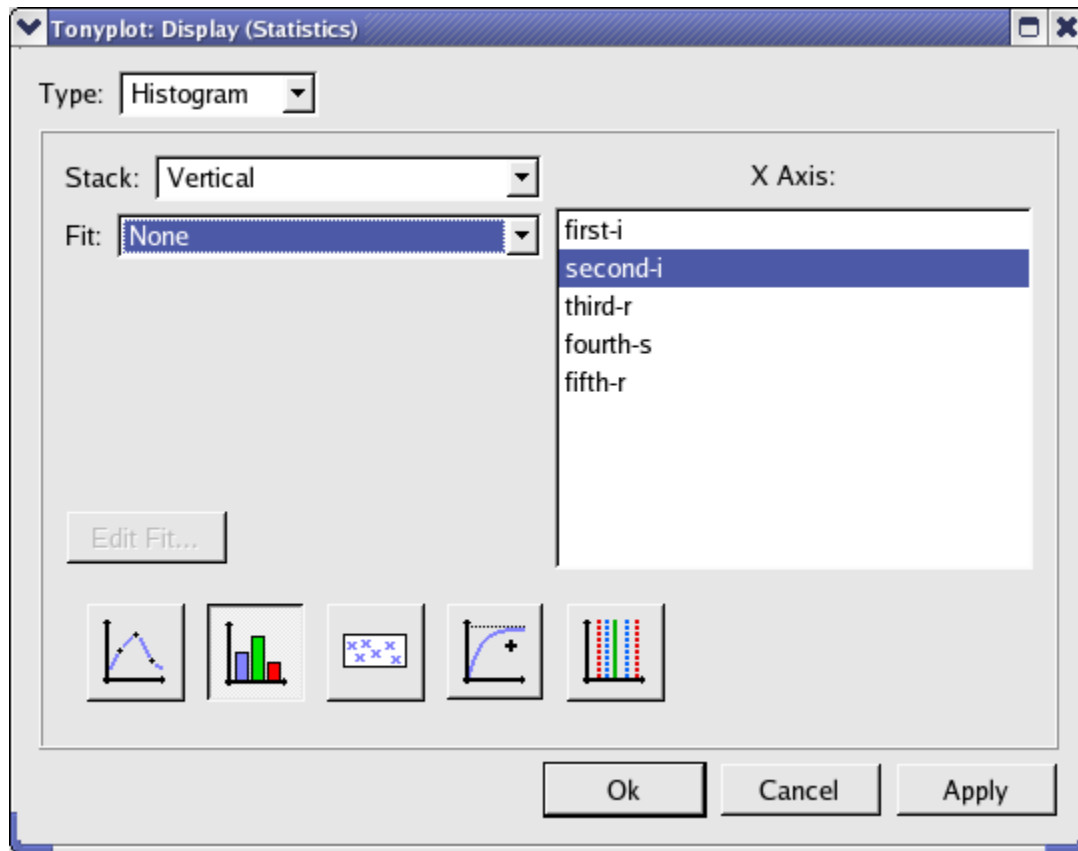 Tonyplot: Display (Statistics)
Type: Histogram
Stack: Vertical
Fit: None
X Axis:
first-i
second-i
third-r
fourth-s
fifth-r
Edit Fit...
Ok Cancel Apply